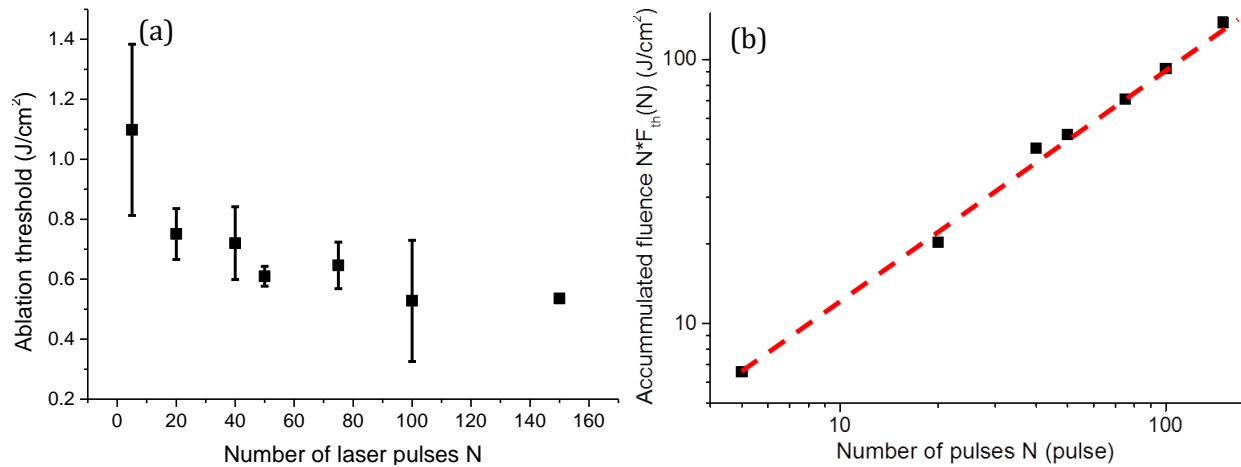 (a)
Ablation threshold (J/cm²)
1.4
1.2
1.0
0.8
0.6
0.4
0.2
0 20 40 60 80 100 120 140 160
Number of laser pulses N
(b)
Accummulated fluence N*Fth(N) (J/cm²)
100
10
10 100
Number of pulses N (pulse)